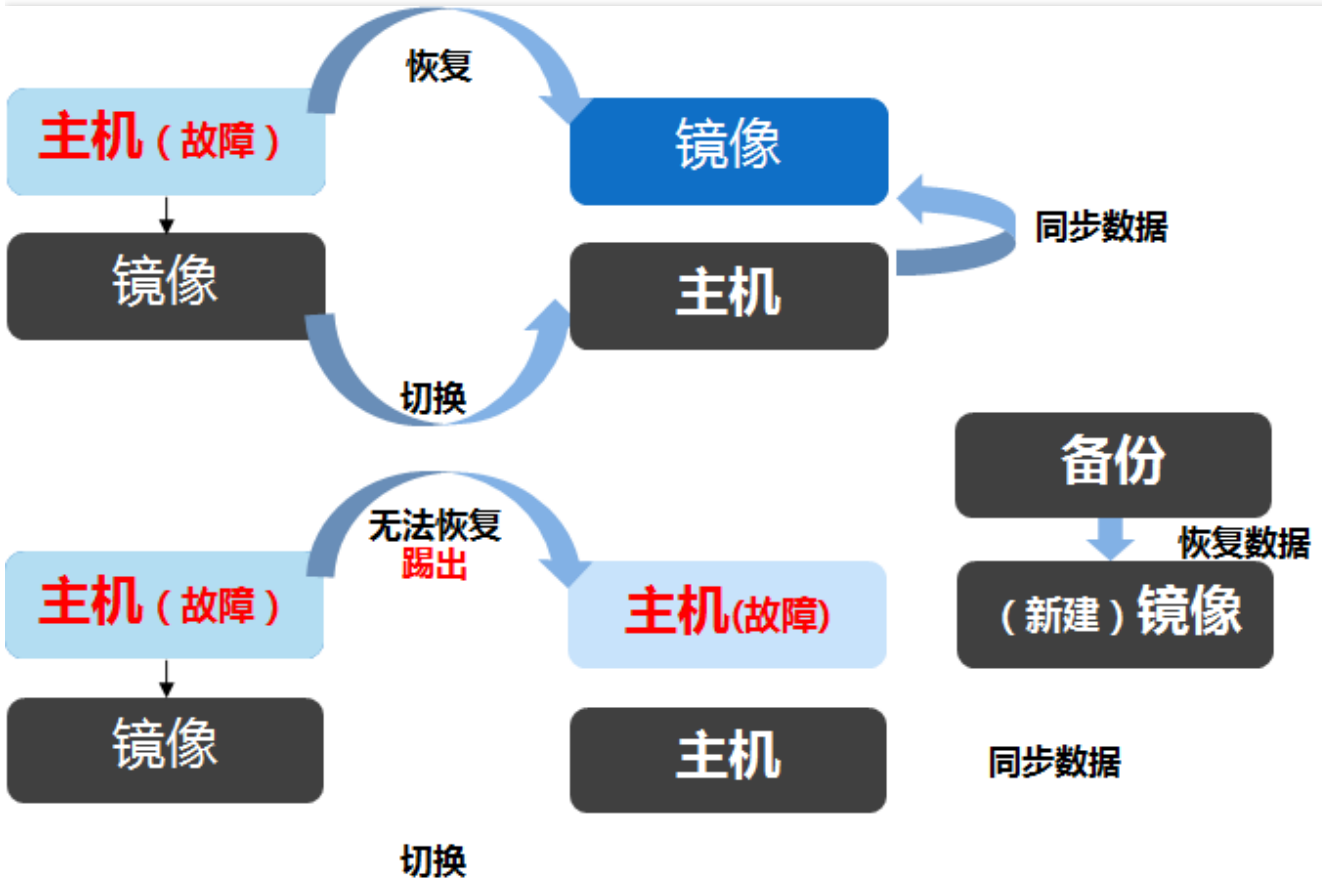 恢复
主机（故障）
镜像
镜像
主机
同步数据
切换
备份
恢复数据
无法恢复
踢出
主机（故障）
主机(故障)
（新建）镜像
镜像
主机
同步数据
切换